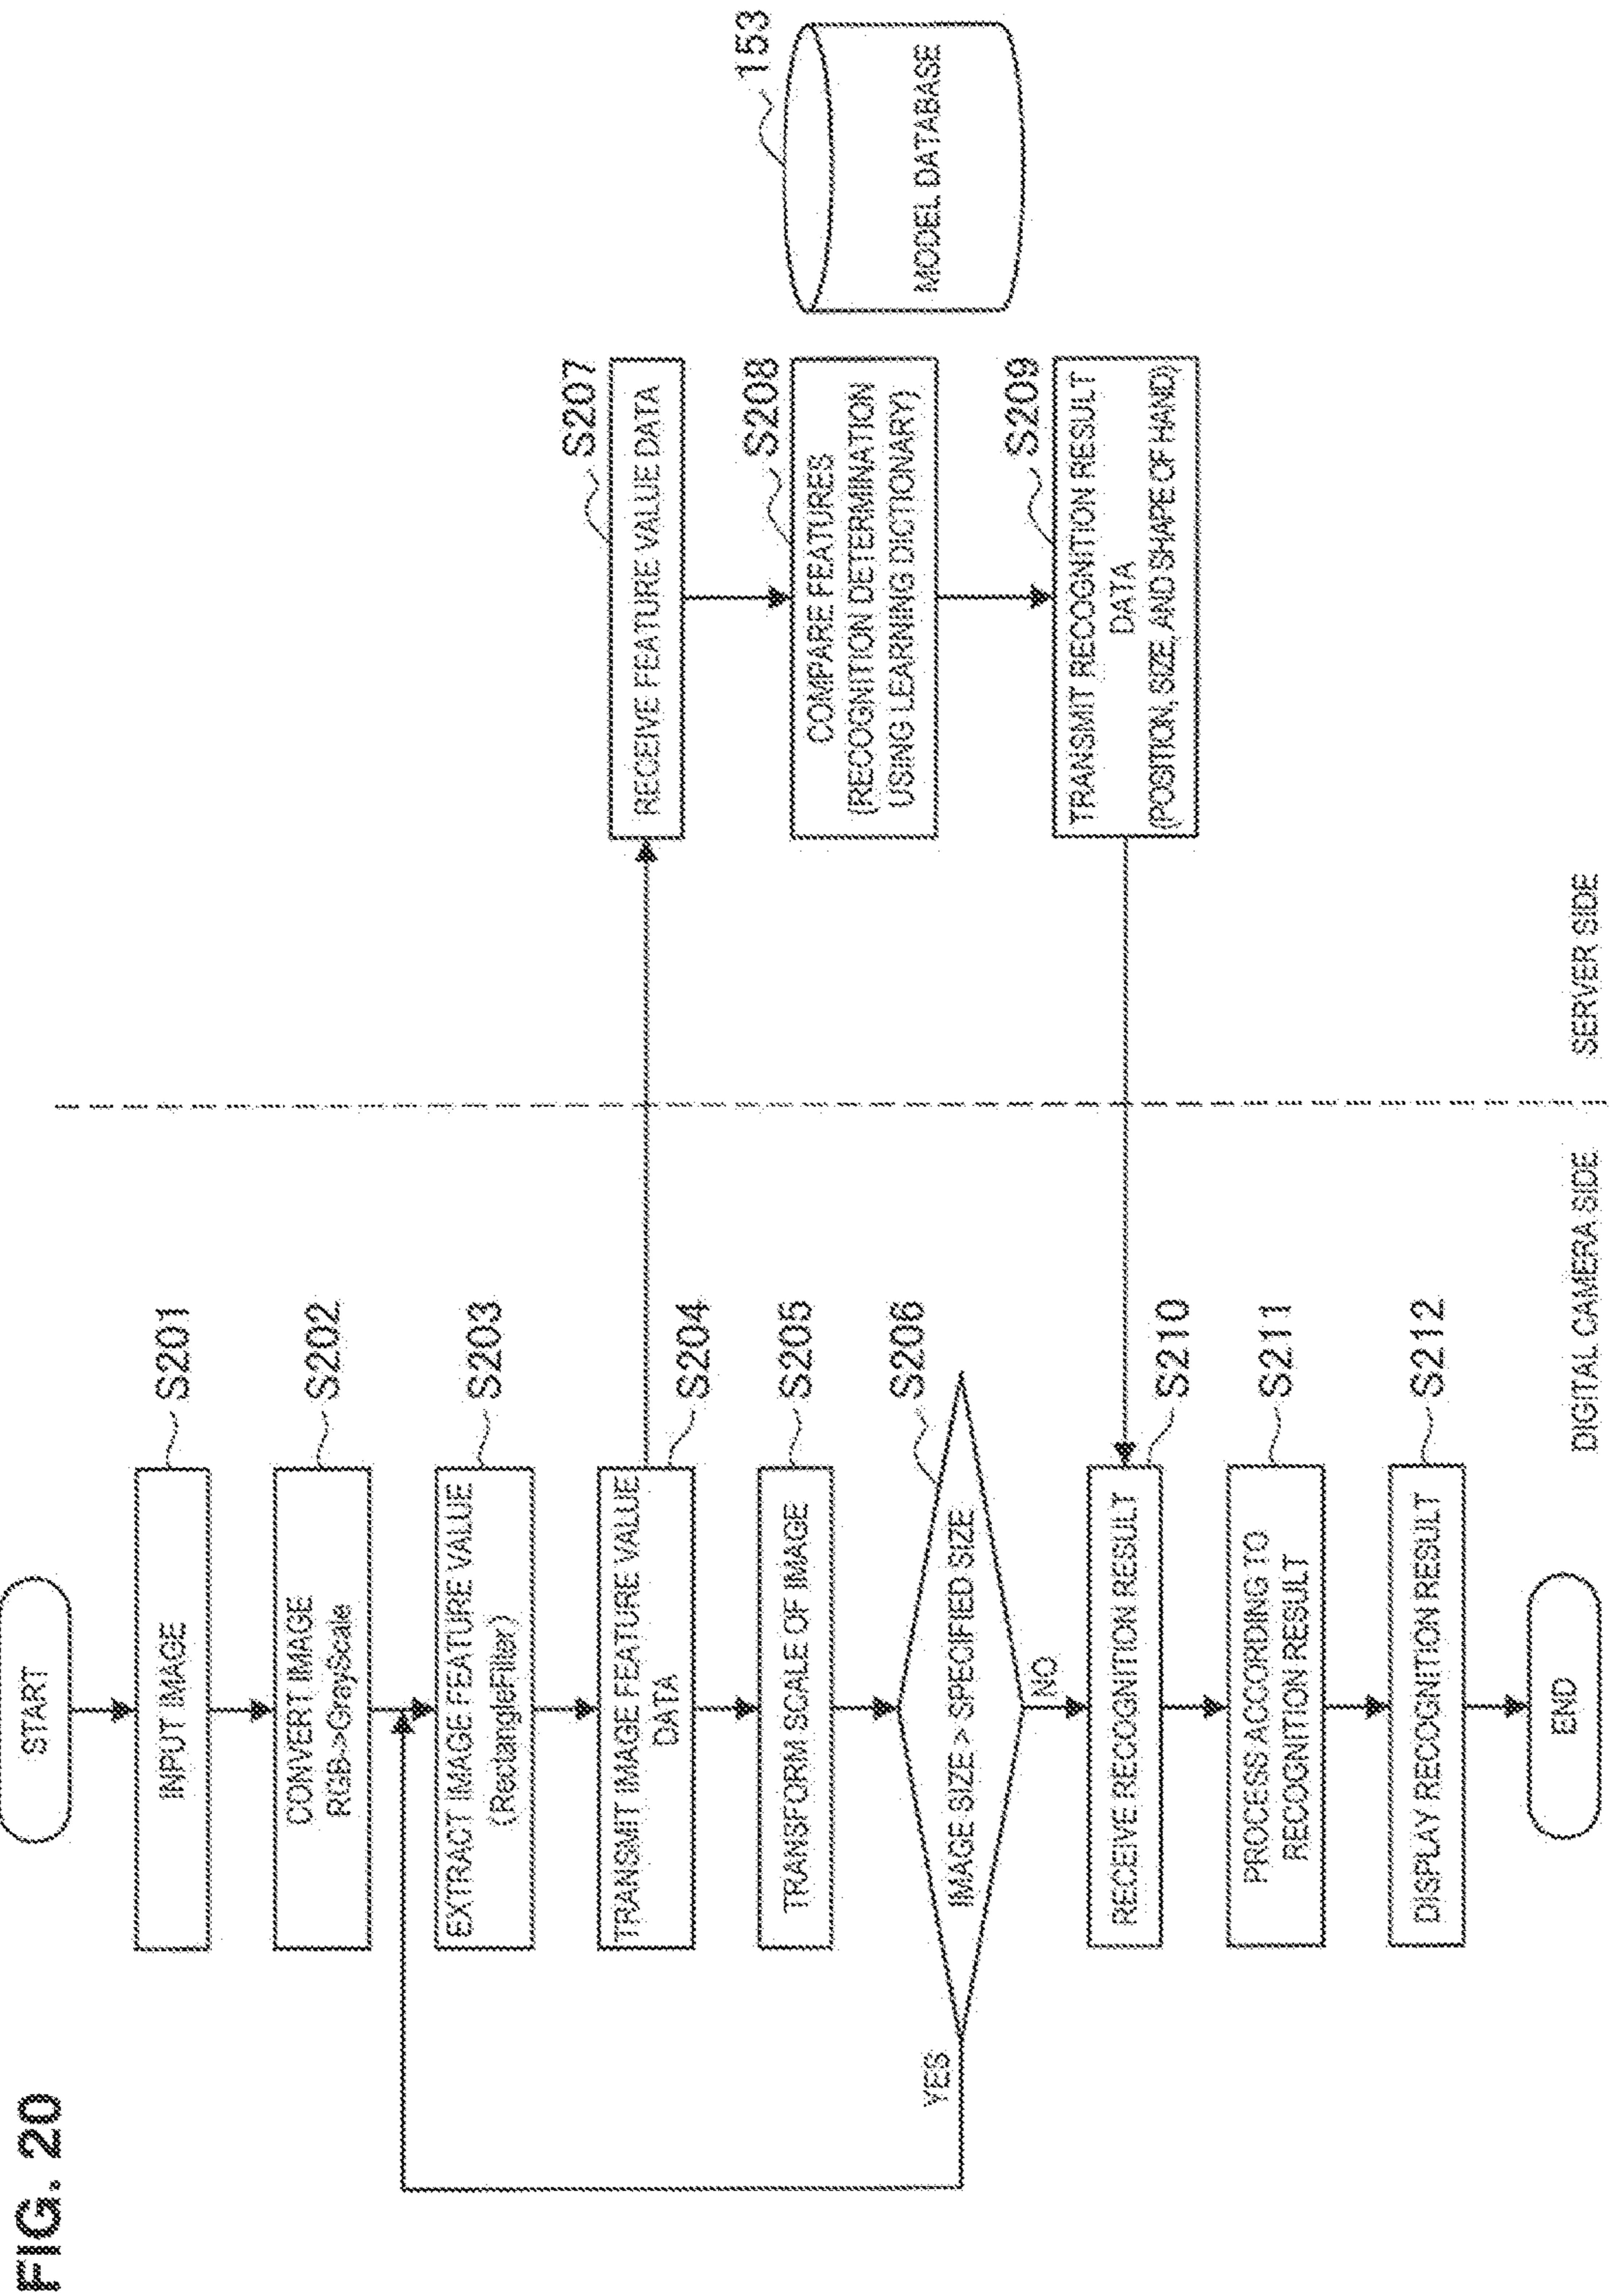 FIG. 20
START
INPUT IMAGE
S201
CONVERT IMAGE
RGB->GrayScale
S202
EXTRACT IMAGE FEATURE VALUE
(RectangleFilter)
S203
TRANSMIT IMAGE FEATURE VALUE
DATA
S204
TRANSFORM SCALE OF IMAGE
S205
IMAGE SIZE > SPECIFIED SIZE
S206
YES
NO
RECEIVE RECOGNITION RESULT
S210
PROCESS ACCORDING TO
RECOGNITION RESULT
S211
DISPLAY RECOGNITION RESULT
S212
END
DIGITAL CAMERA SIDE
RECEIVE FEATURE VALUE DATA
S207
COMPARE FEATURES
(RECOGNITION DETERMINATION
USING LEARNING DICTIONARY)
S208
TRANSMIT RECOGNITION RESULT
DATA
(POSITION, SIZE, AND SHAPE OF HAND)
S209
MODEL DATABASE
153
SERVER SIDE